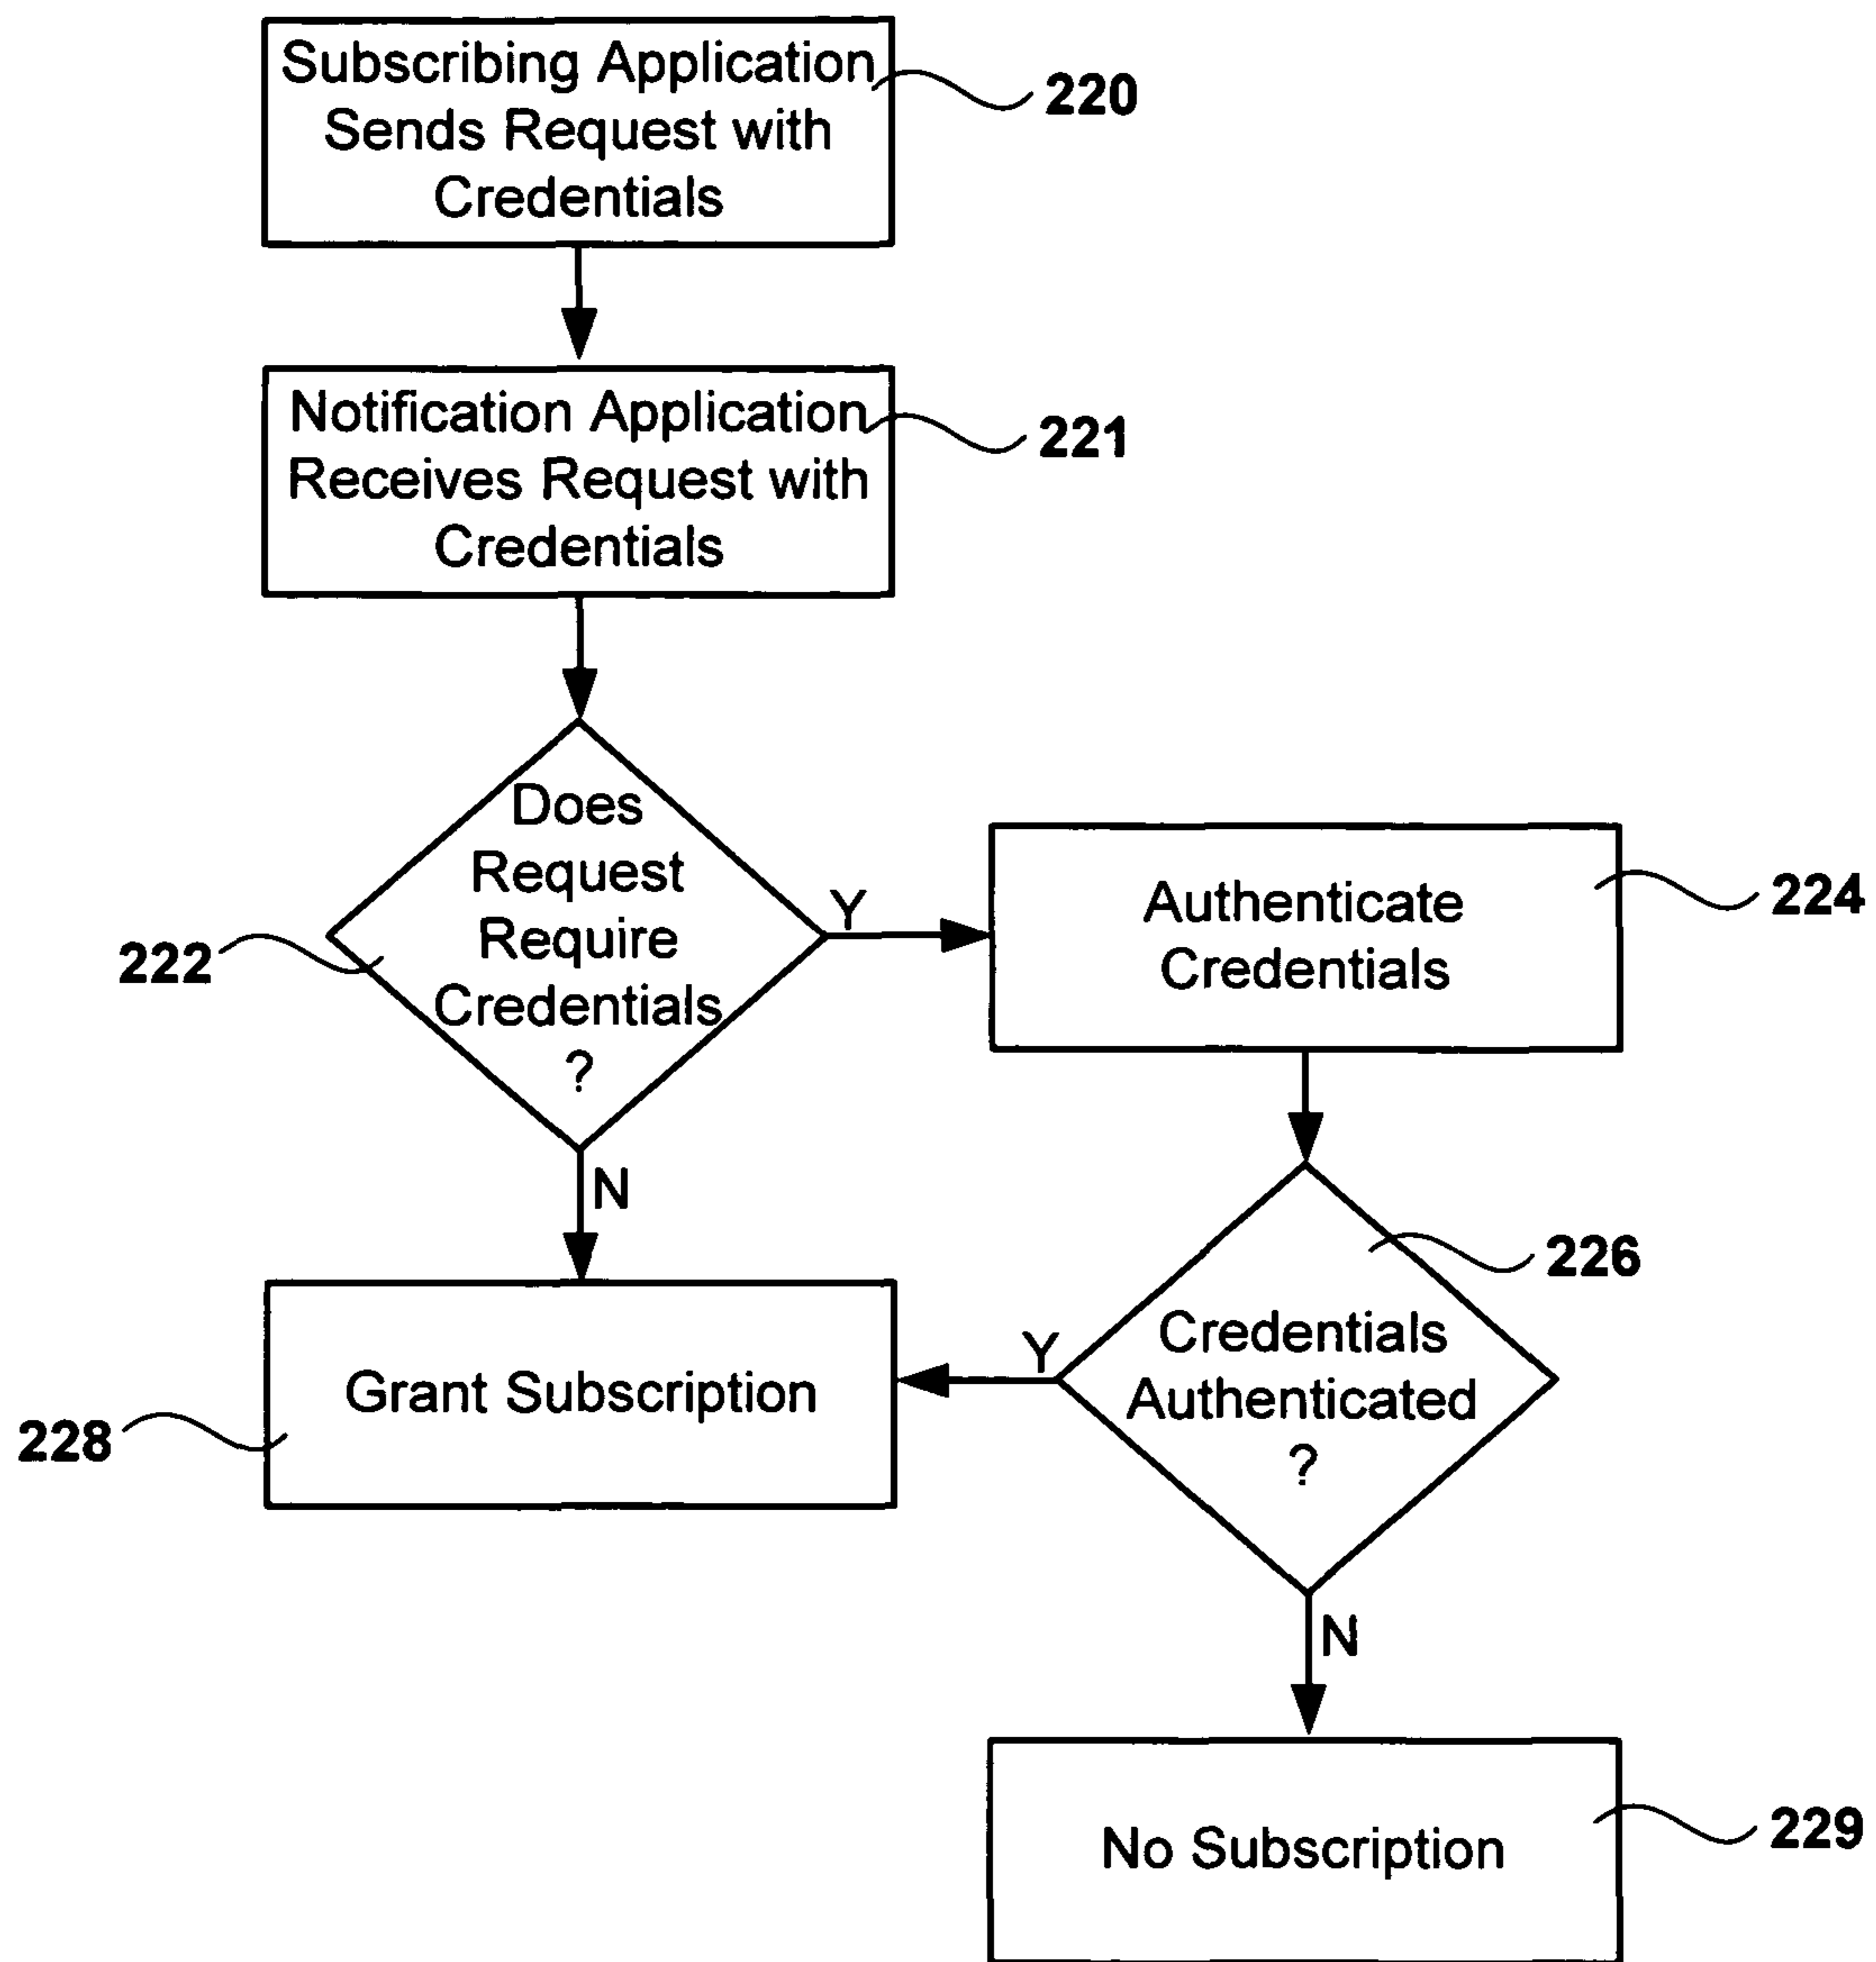 Subscribing Application
Sends Request with
Credentials
220
Notification Application
Receives Request with
Credentials
221
Does
Request
Require
Credentials
?
222
Y
N
Authenticate
Credentials
224
Credentials
Authenticated
?
226
Y
N
Grant Subscription
228
No Subscription
229